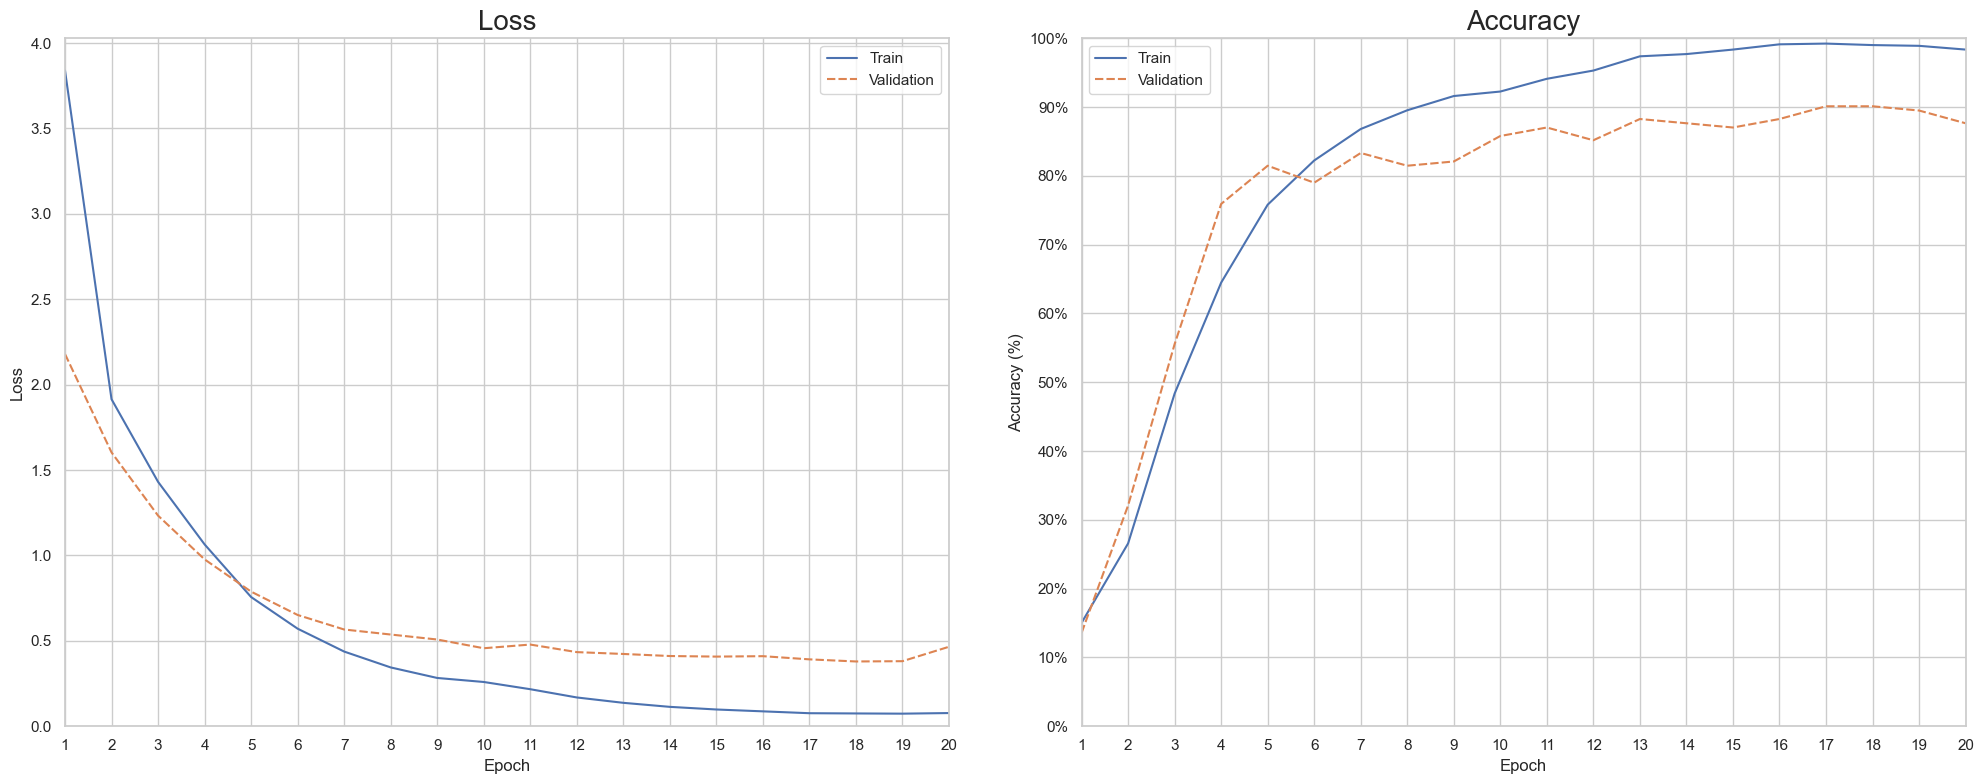 Loss
4.0
3.5
3.0
2.5
2.0
1.5
1.0
0.5
0.0
Loss
Train
Validation
1 2 3 4 5 6 7 8 9 10 11 12 13 14 15 16 17 18 19 20
Epoch
Accuracy
100%
90%
80%
70%
60%
50%
40%
30%
20%
10%
0%
Accuracy (%)
Train
Validation
1 2 3 4 5 6 7 8 9 10 11 12 13 14 15 16 17 18 19 20
Epoch